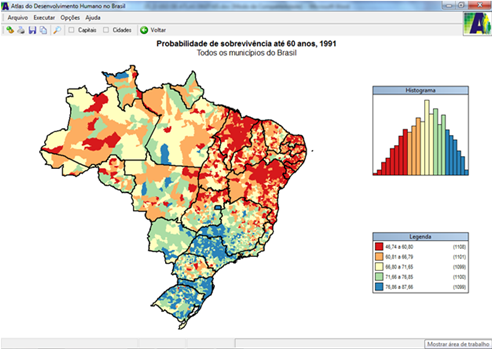 Atlas do Desenvolvimento Humano no Brasil
Arquivo Executar Opções Ajuda
Capitais Cidades Voltar
Probabilidade de sobrevivência até 60 anos, 1991
Todos os municípios do Brasil
Histograma
Legenda
46,74 a 60,80 (1108)
60,81 a 66,79 (1101)
66,80 a 71,65 (1099)
71,66 a 76,85 (1100)
76,86 a 87,66 (1099)
Mostrar área de trabalho